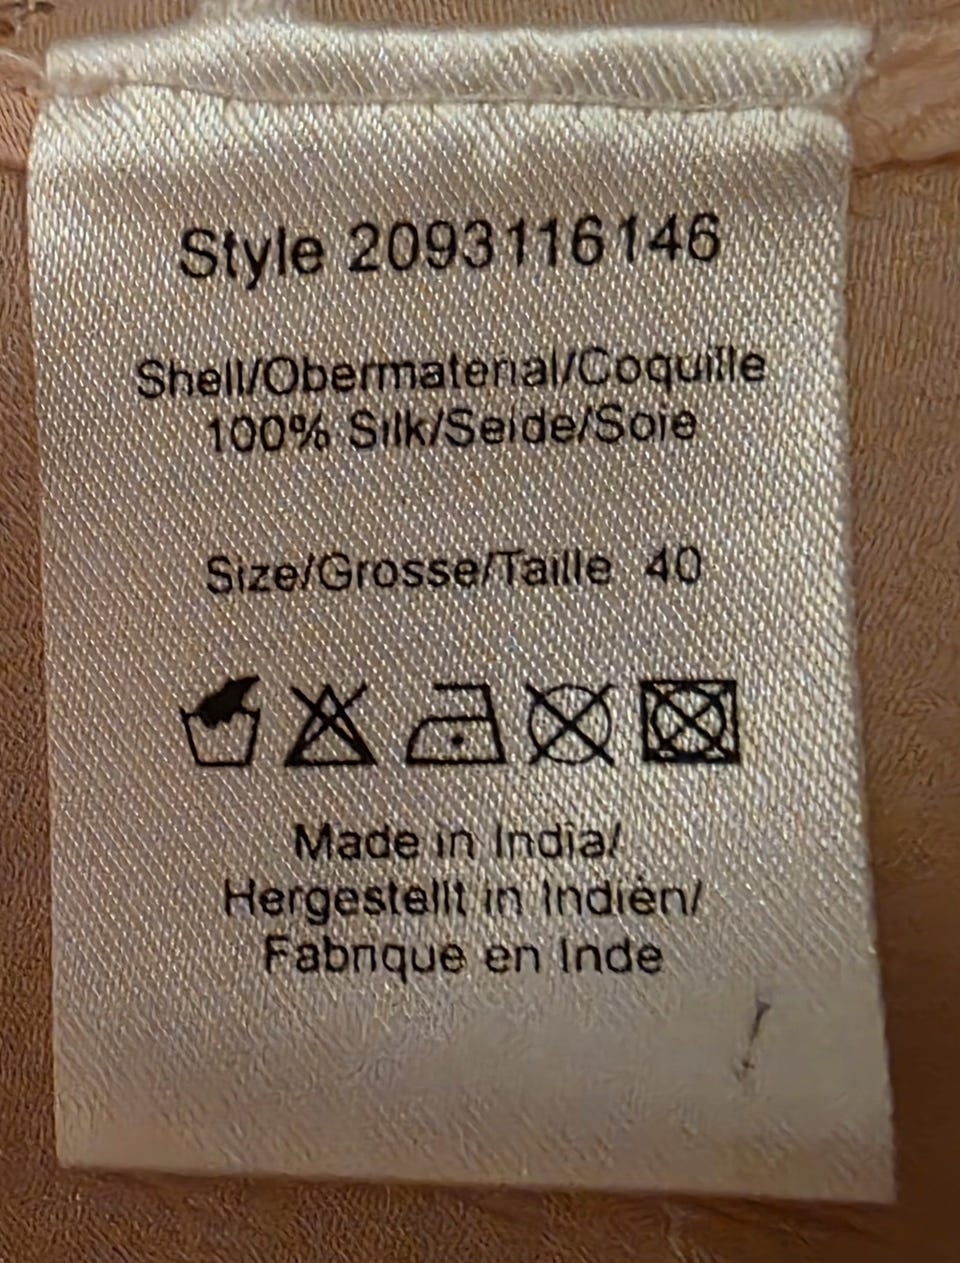 Style 2093116146
Shell/Obermaterial/Coquille
100% Silk/Seide/Soie
Size/Grosse/Taille 40
Made in India/
Hergestellt in Indien/
Fabrique en Inde